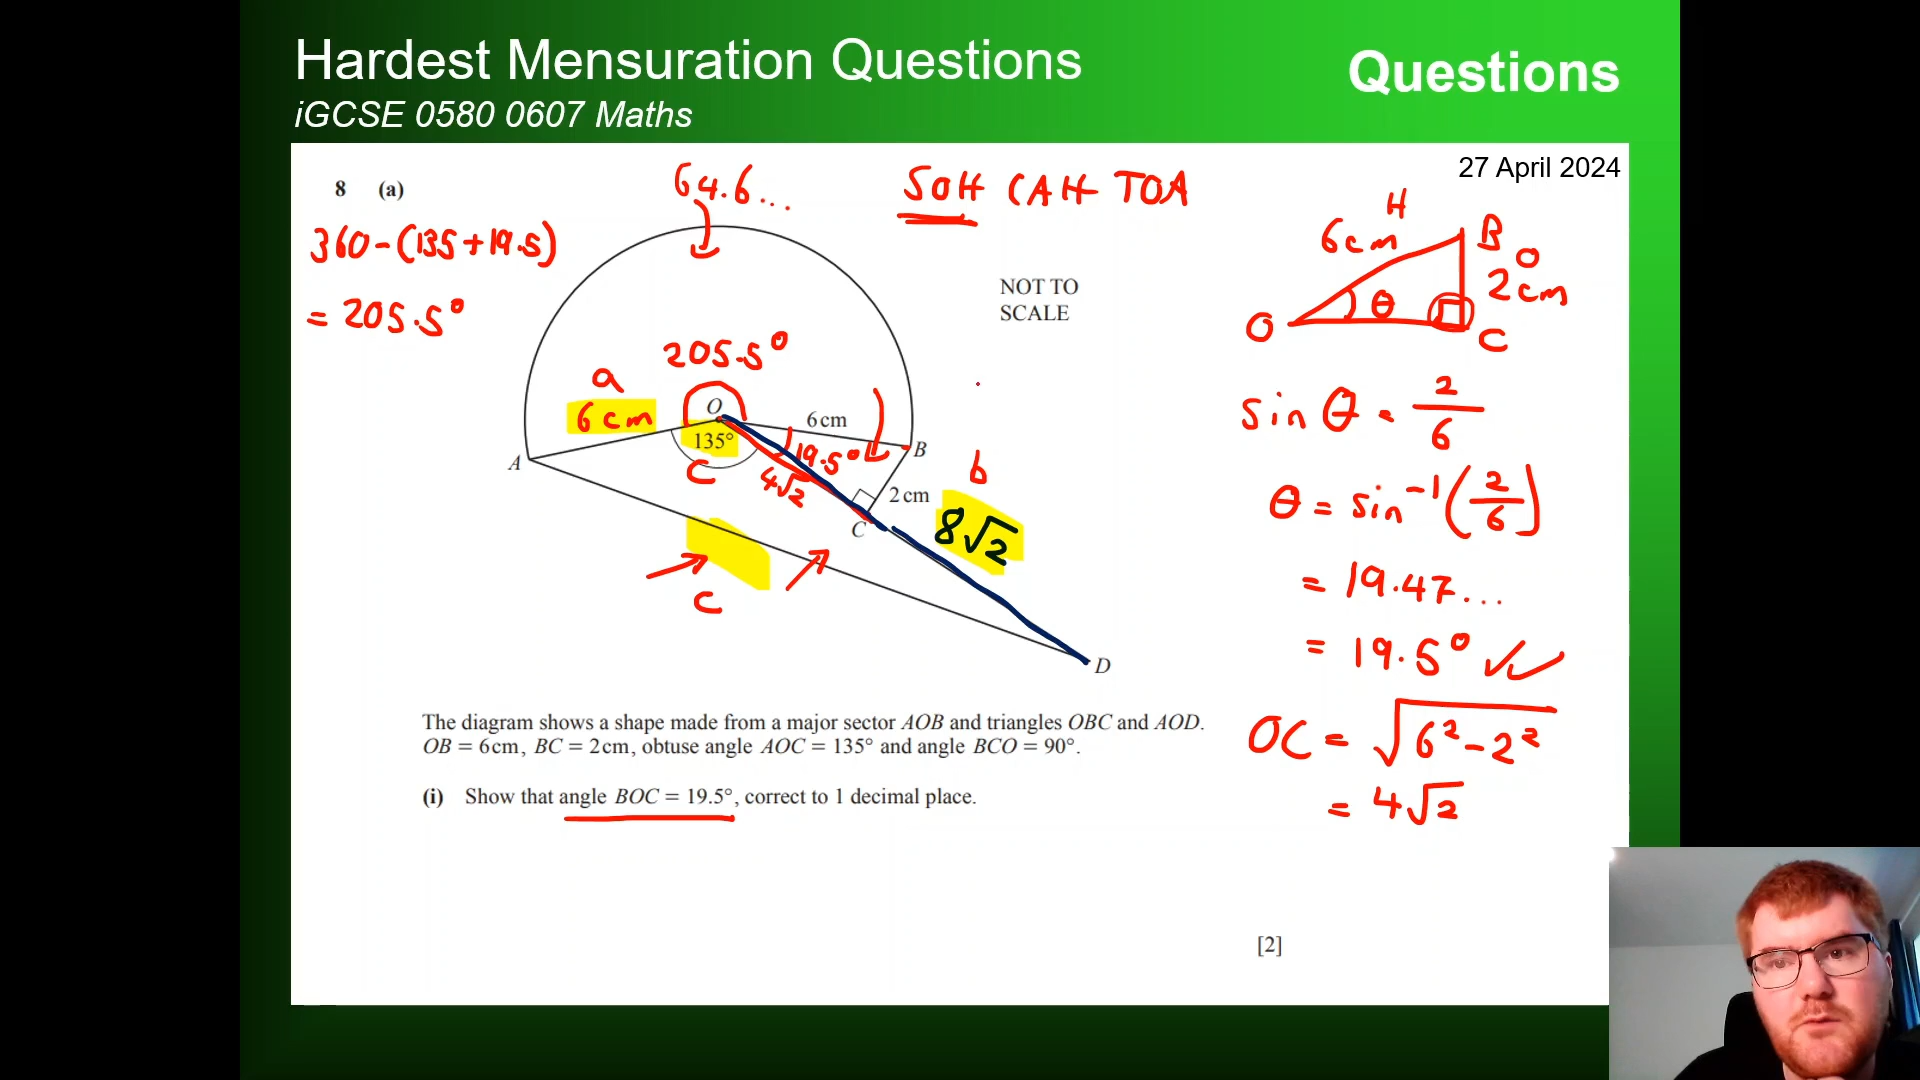 Hardest Mensuration Questions
Questions
iGCSE 0580 0607 Maths
27 April 2024
8 (a)
64.6...
SOH CAH TOA
360-(135+19.5)
= 205.5°
NOT TO
SCALE
H
6cm
B
O
2cm
θ
O
C
205.5°
a
6cm
O
6cm
135°
19.5°
B
A
C
4√2
b
2cm
C
8√2
c
D
sin θ = 2/6
θ = sin⁻¹(2/6)
= 19.47...
= 19.5° ✓✓
OC = √6²-2²
= 4√2
The diagram shows a shape made from a major sector AOB and triangles OBC and AOD.
OB = 6cm, BC = 2cm, obtuse angle AOC = 135° and angle BCO = 90°.
(i) Show that angle BOC = 19.5°, correct to 1 decimal place.
[2]